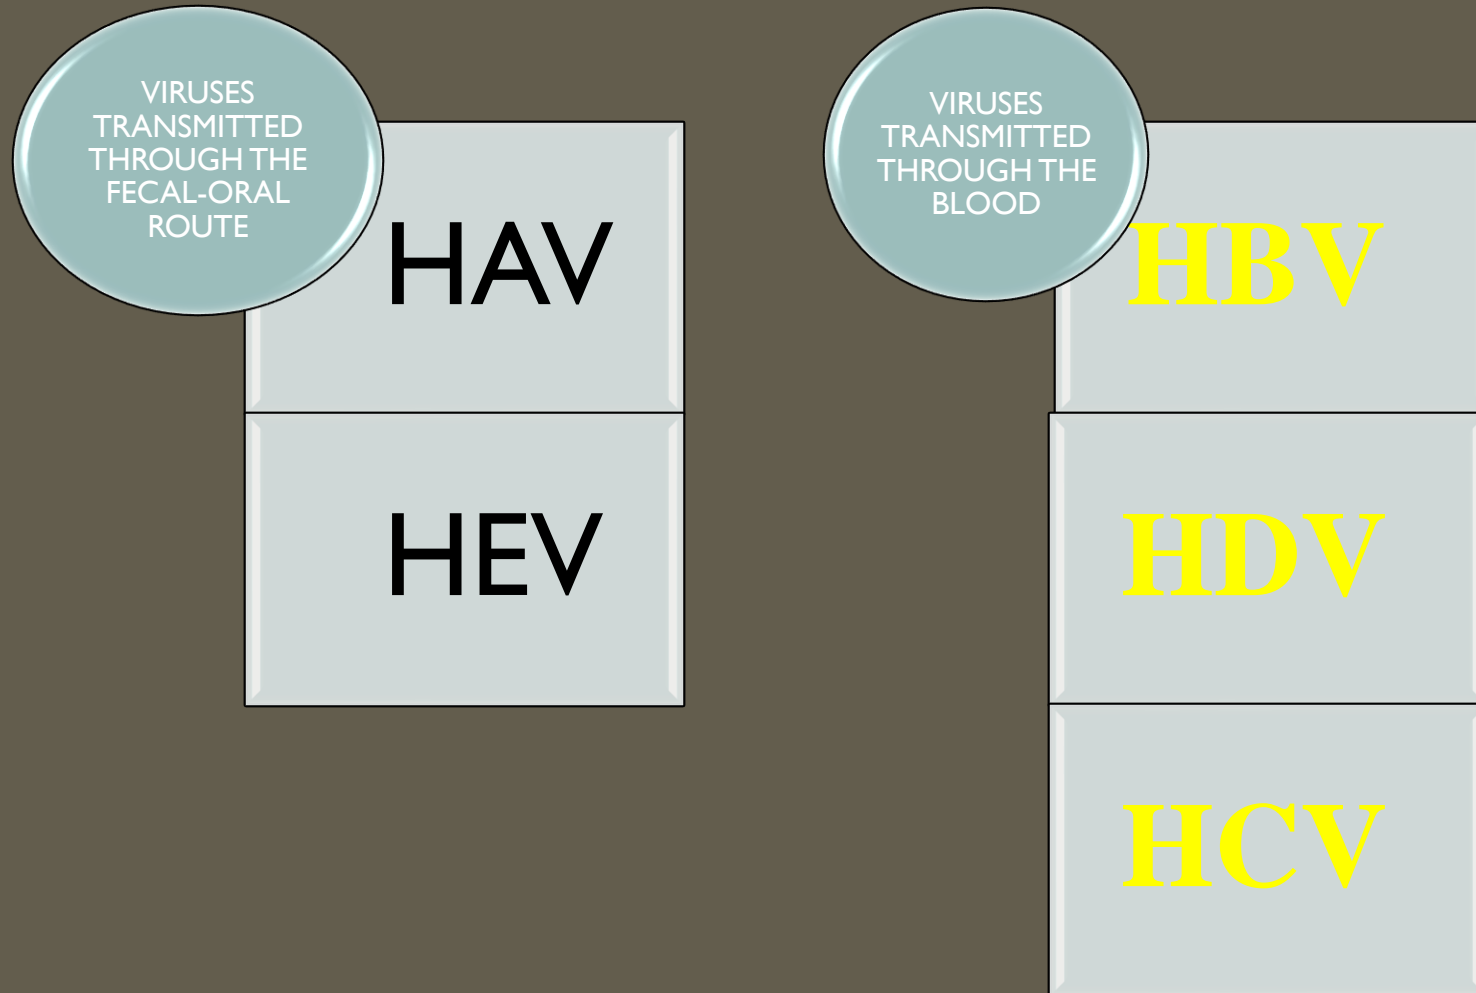 VIRUSES
TRANSMITTED
THROUGH THE
FECAL-ORAL
ROUTE
HAV
HEV
VIRUSES
TRANSMITTED
THROUGH THE
BLOOD
HBV
HDV
HCV